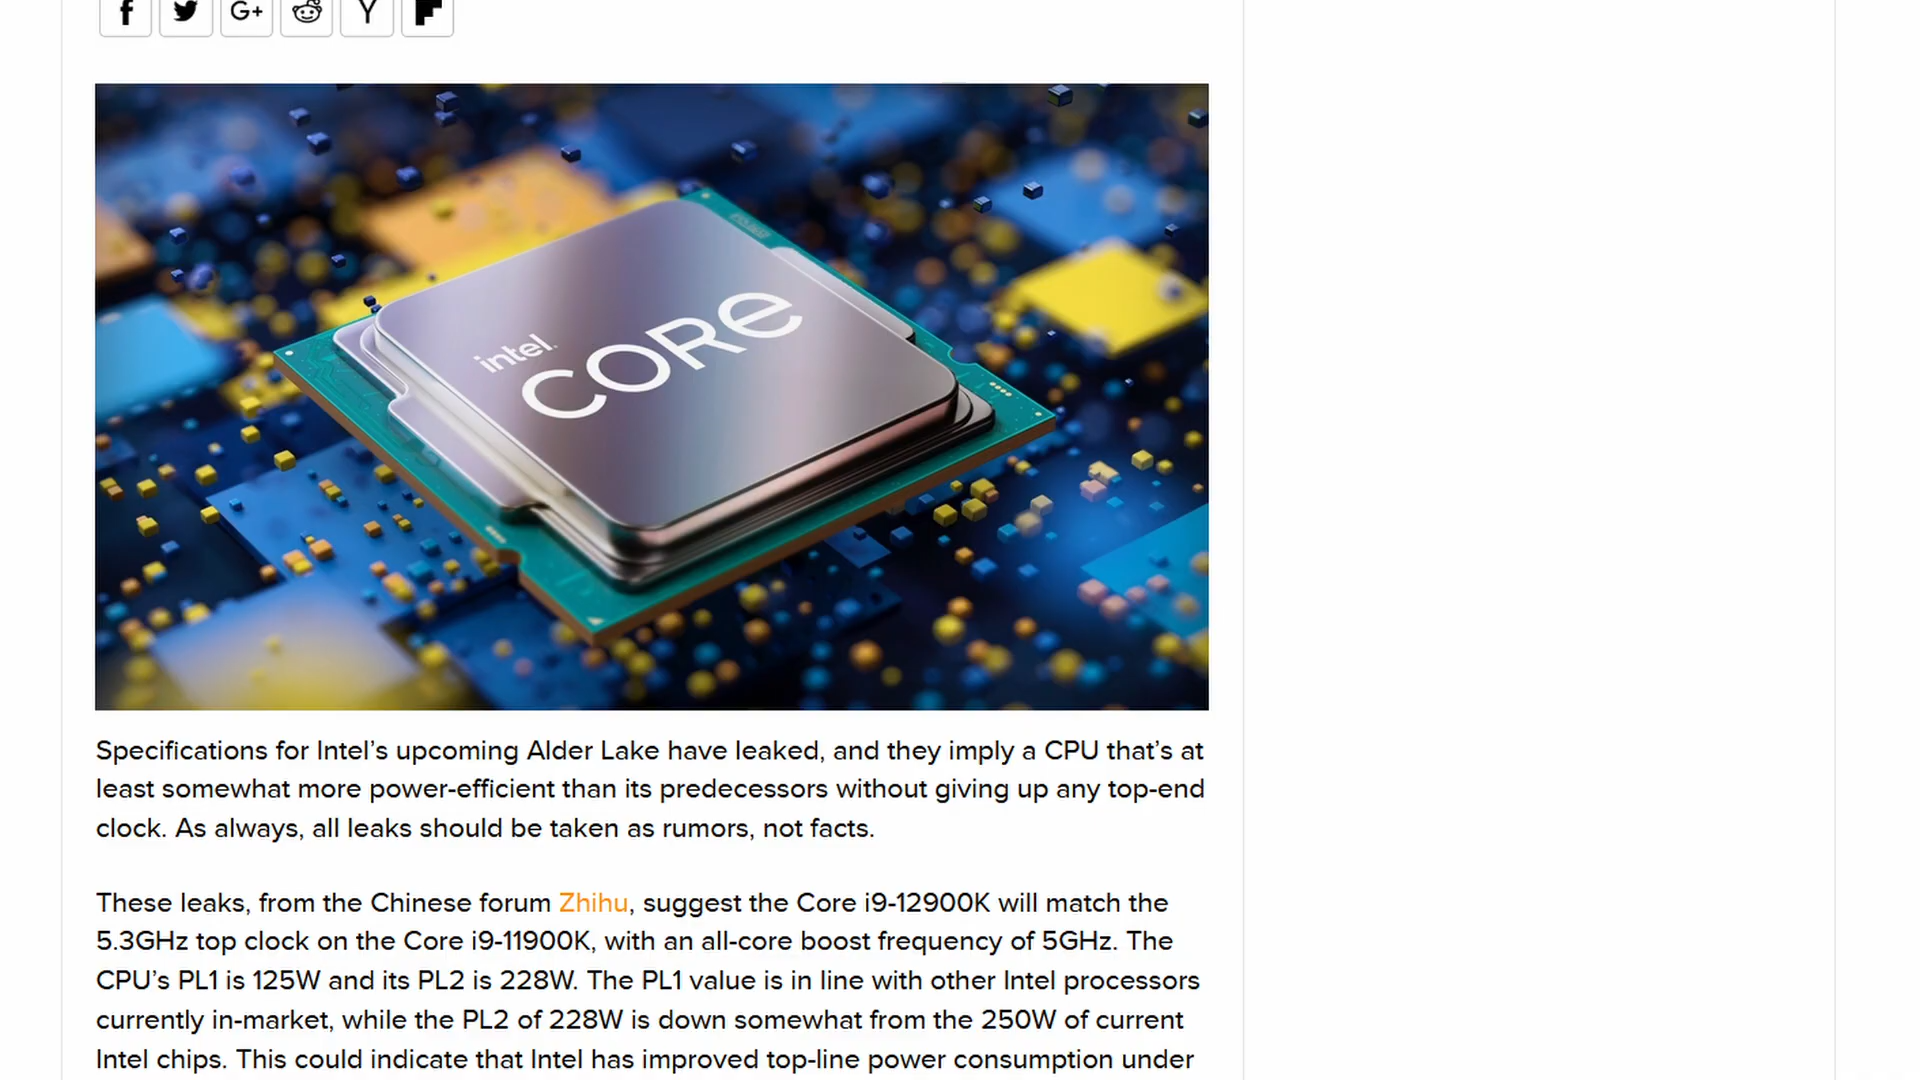 f G+ Y
intel.
CORe
Specifications for Intel’s upcoming Alder Lake have leaked, and they imply a CPU that’s at
least somewhat more power-efficient than its predecessors without giving up any top-end
clock. As always, all leaks should be taken as rumors, not facts.
These leaks, from the Chinese forum Zhihu, suggest the Core i9-12900K will match the
5.3GHz top clock on the Core i9-11900K, with an all-core boost frequency of 5GHz. The
CPU’s PL1 is 125W and its PL2 is 228W. The PL1 value is in line with other Intel processors
currently in-market, while the PL2 of 228W is down somewhat from the 250W of current
Intel chips. This could indicate that Intel has improved top-line power consumption under